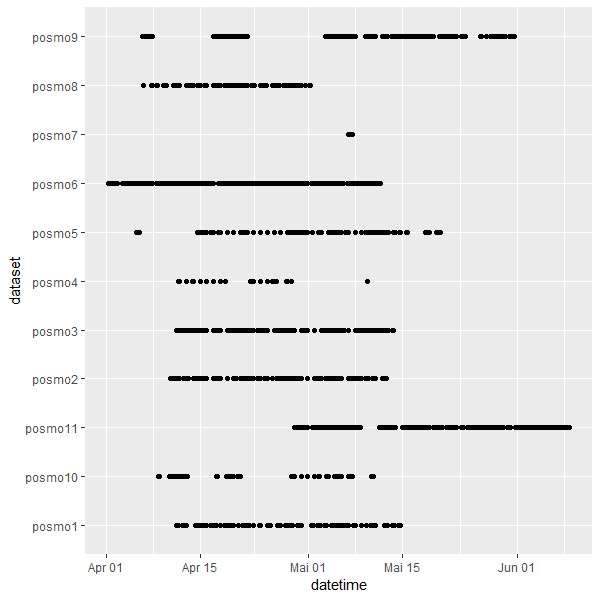 posmo9
posmo8
posmo7
posmo6
posmo5
posmo4
posmo3
posmo2
posmo11
posmo10
posmo1
dataset
Apr 01
Apr 15
Mai 01
Mai 15
Jun 01
datetime